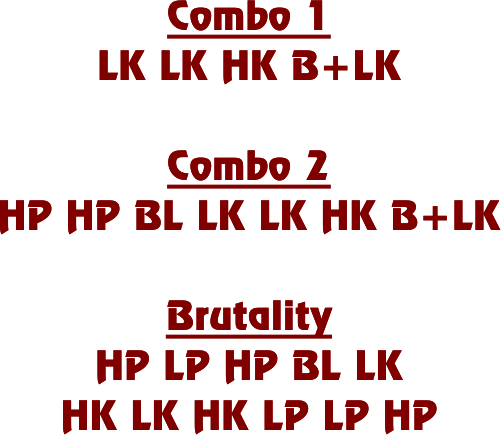 Combo 1
LK LK HK B+LK
Combo 2
HP HP BL LK LK HK B+LK
Brutality
HP LP HP BL LK
HK LK HK LP LP HP